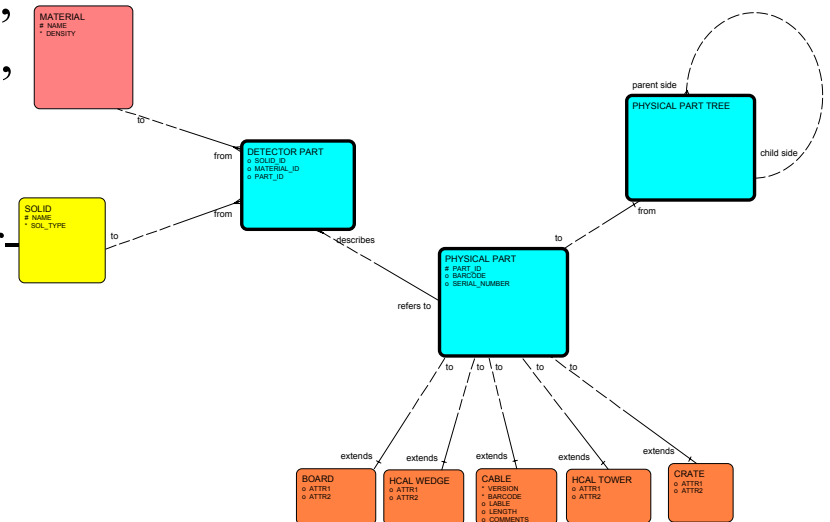 ,
MATERIAL
# NAME
* DENSITY
,
to
from
DETECTOR PART
o SOLID_ID
o MATERIAL_ID
o PART_ID
parent side
PHYSICAL PART TREE
child side
SOLID
# NAME
* SOL_TYPE
to
from
describes
from
to
PHYSICAL PART
# PART_ID
o BARCODE
o SERIAL_NUMBER
refers to
to
to
to
to
to
extends
extends
extends
extends
extends
BOARD
o ATTR1
o ATTR2
HCAL WEDGE
o ATTR1
o ATTR2
CABLE
* VERSION
* BARCODE
o LABLE
o LENGTH
o COMMENTS
HCAL TOWER
o ATTR1
o ATTR2
CRATE
o ATTR1
o ATTR2